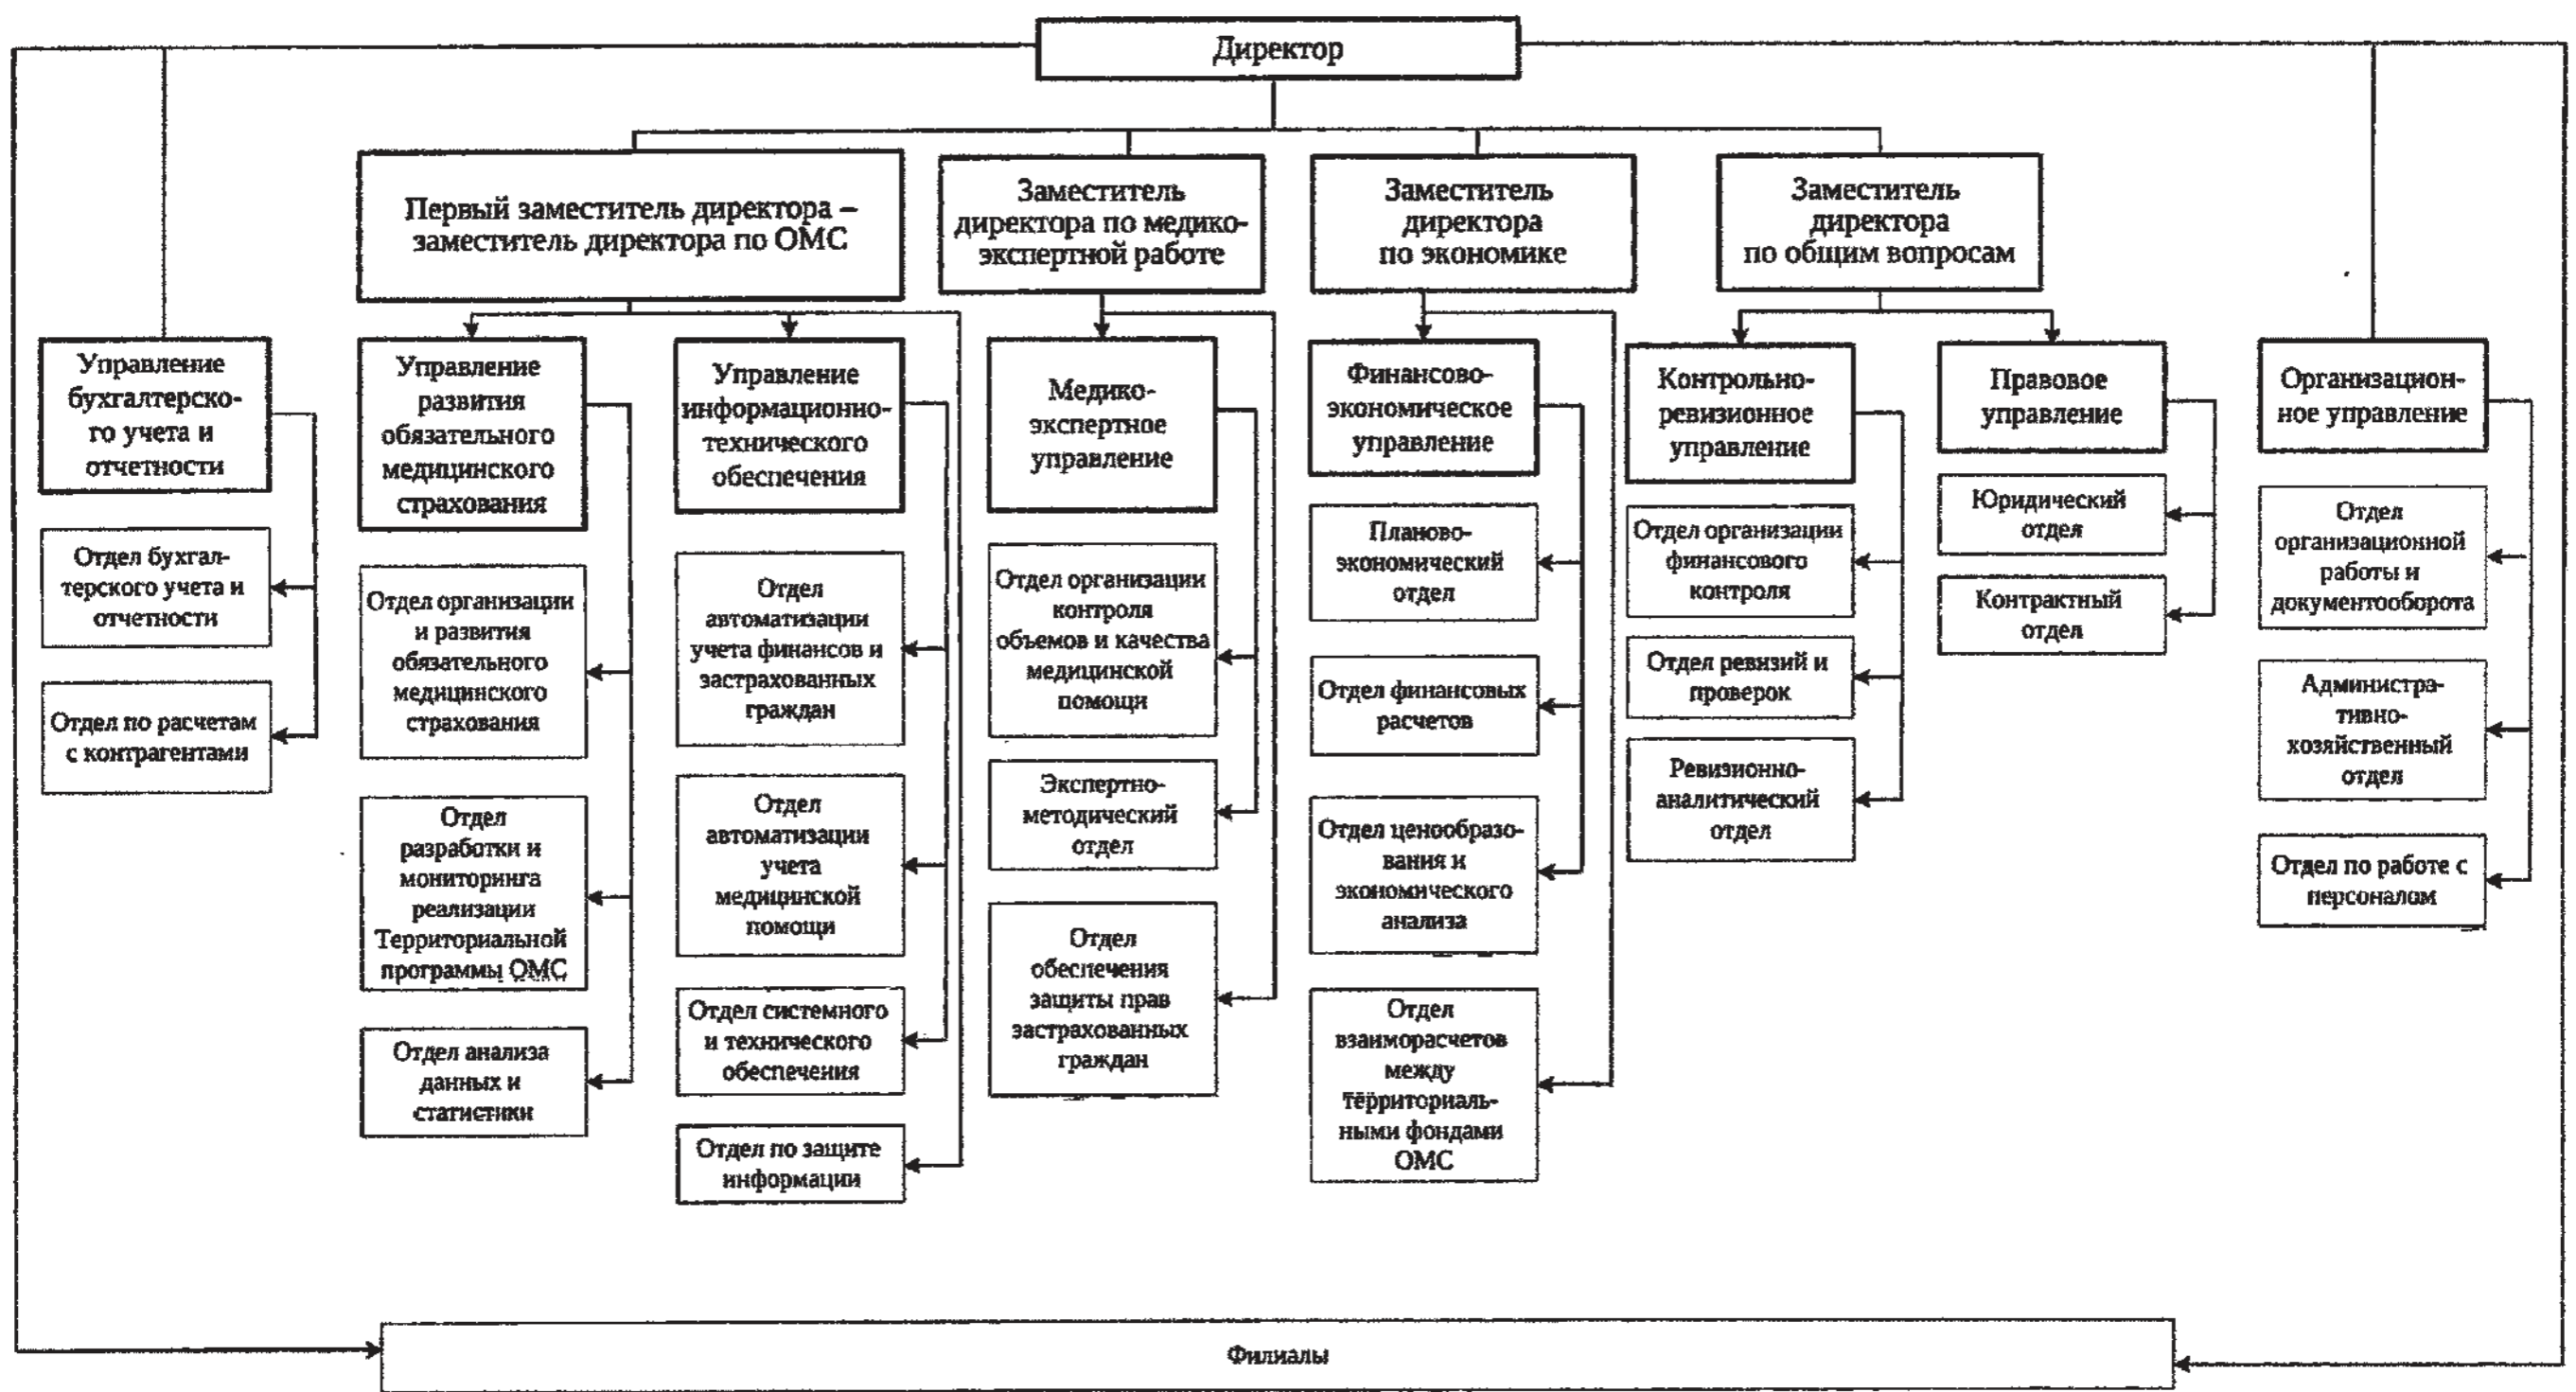 Директор
Первый заместитель директора –
заместитель директора по ОМС
Заместитель
директора по медико-
экспертной работе
Заместитель
директора
по экономике
Заместитель
директора
по общим вопросам
Управление
бухгалтерско-
го учета и
отчетности
Отдел бухгал-
терского учета и
отчетности
Отдел по расчетам
с контрагентами
Управление
развития
обязательного
медицинского
страхования
Отдел организации
и развития
обязательного
медицинского
страхования
Отдел
разработки и
мониторинга
реализации
Территориальной
программы ОМС
Отдел анализа
данных и
статистики
Управление
информационно-
технического
обеспечения
Отдел
автоматизации
учета финансов и
застрахованных
граждан
Отдел
автоматизации
учета
медицинской
помощи
Отдел системного
и технического
обеспечения
Отдел по защите
информации
Медико-
экспертное
управление
Отдел организации
контроля
объемов и качества
медицинской
помощи
Экспертно-
методический
отдел
Отдел
обеспечения
защиты прав
застрахованных
граждан
Финансово-
экономическое
управление
Планово-
экономический
отдел
Отдел финансовых
расчетов
Отдел ценообразо-
вания и
экономического
анализа
Отдел
взаиморасчетов
между
территориаль-
ными фондами
ОМС
Контрольно-
ревизионное
управление
Отдел организации
финансового
контроля
Отдел ревизий и
проверок
Ревизионно-
аналитический
отдел
Правовое
управление
Юридический
отдел
Контрактный
отдел
Организацион-
ное управление
Отдел
организационной
работы и
документооборота
Администра-
тивно-
хозяйственный
отдел
Отдел по работе с
персоналом
Филиалы